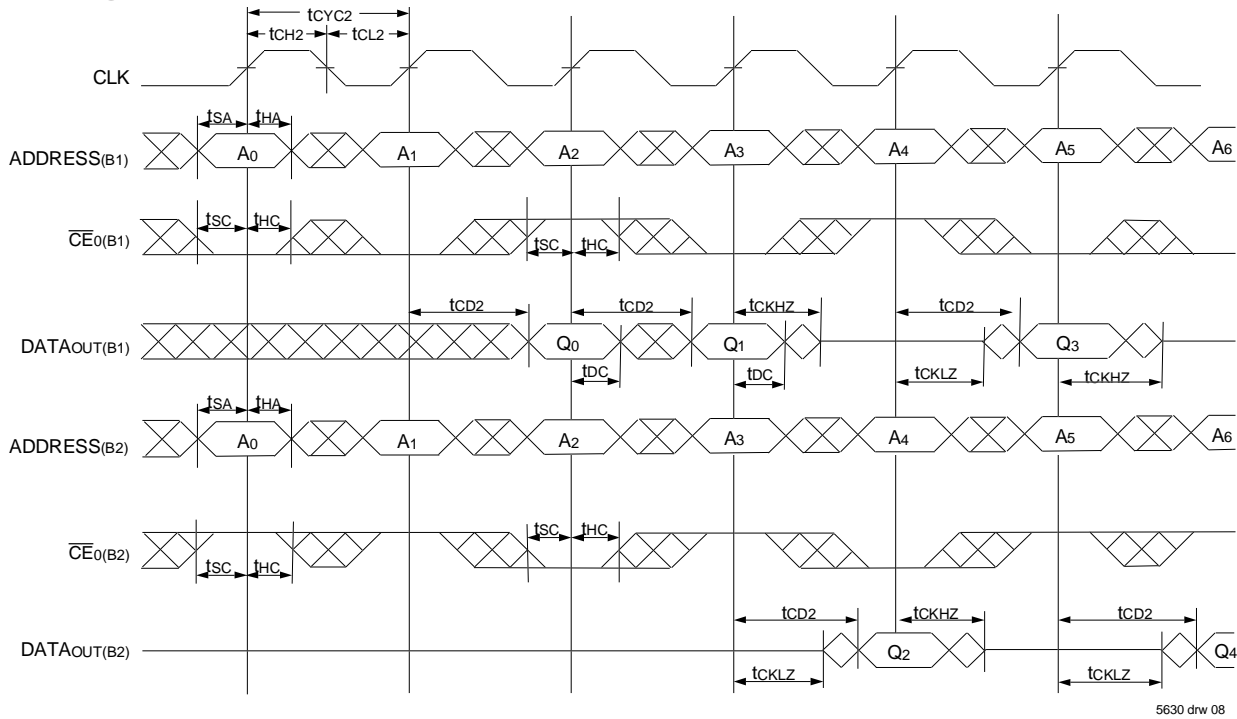 tCYC2
tCH2 tCL2
CLK
tSA tHA
ADDRESS(B1) A0 A1 A2 A3 A4 A5 A6
tSC tHC
CE0(B1)
tSC tHC
tCD2 tCD2 tCKHZ tCD2
DATAOUT(B1) Q0 Q1 Q3
tDC tDC tCKLZ tCKHZ
tSA tHA
ADDRESS(B2) A0 A1 A2 A3 A4 A5 A6
tSC tHC
CE0(B2)
tSC tHC
tCD2 tCKHZ tCD2
DATAOUT(B2) Q2 Q4
tCKLZ tCKLZ
5630 drw 08